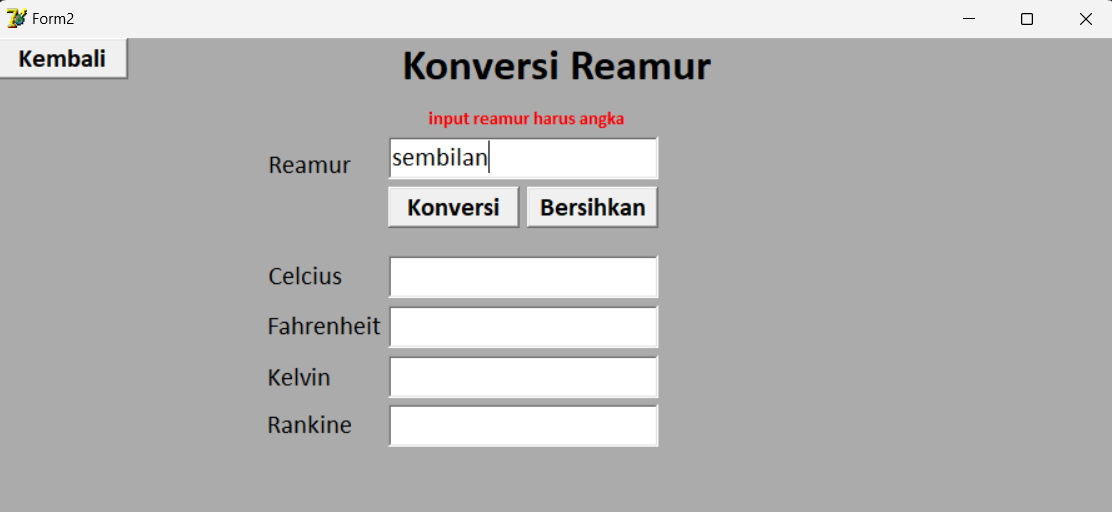 Form2
Kembali
Konversi Reamur
input reamur harus angka
Reamur sembilan
Konversi Bersihkan
Celcius
Fahrenheit
Kelvin
Rankine